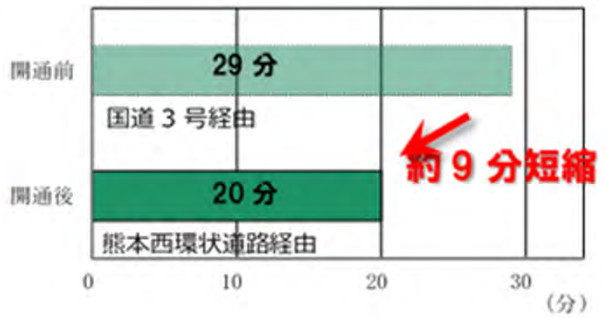 開通前
29 分
国道 3 号経由
約 9 分短縮
開通後
20 分
熊本西環状道路経由
0 10 20 30
(分)